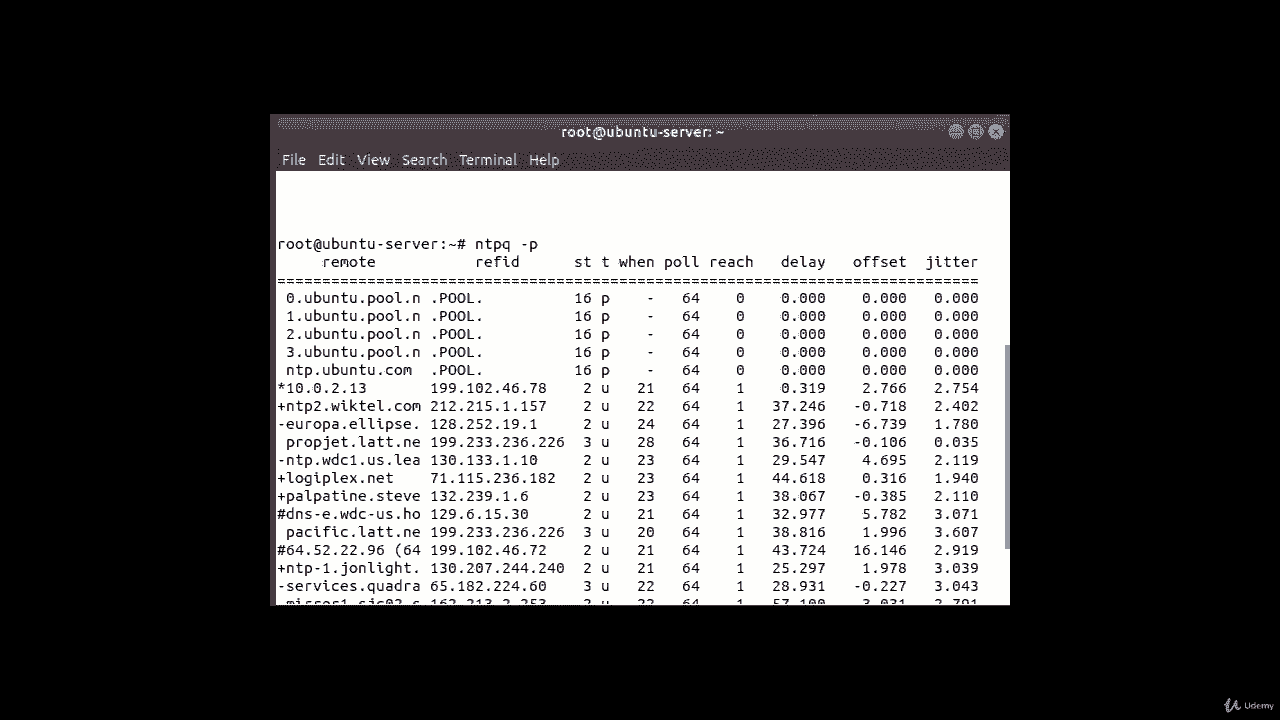 root@ubuntu-server: ~
File Edit View Search Terminal Help
root@ubuntu-server:~# ntpq -p
remote refid st t when poll reach delay offset jitter
==============================================================================
0.ubuntu.pool.n .POOL. 16 p - 64 0 0.000 0.000 0.000
1.ubuntu.pool.n .POOL. 16 p - 64 0 0.000 0.000 0.000
2.ubuntu.pool.n .POOL. 16 p - 64 0 0.000 0.000 0.000
3.ubuntu.pool.n .POOL. 16 p - 64 0 0.000 0.000 0.000
ntp.ubuntu.com .POOL. 16 p - 64 0 0.000 0.000 0.000
*10.0.2.13 199.102.46.78 2 u 21 64 1 0.319 2.766 2.754
+ntp2.wiktel.com 212.215.1.157 2 u 22 64 1 37.246 -0.718 2.402
-europa.ellipse. 128.252.19.1 2 u 24 64 1 27.396 -6.739 1.780
propjet.latt.ne 199.233.236.226 3 u 28 64 1 36.716 -0.106 0.035
-ntp.wdc1.us.lea 130.133.1.10 2 u 23 64 1 29.547 4.695 2.119
+logiplex.net 71.115.236.182 2 u 23 64 1 44.618 0.316 1.940
+palpatine.steve 132.239.1.6 2 u 23 64 1 38.067 -0.385 2.110
#dns-e.wdc-us.ho 129.6.15.30 2 u 21 64 1 32.977 5.782 3.071
pacific.latt.ne 199.233.236.226 3 u 20 64 1 38.816 1.996 3.607
#64.52.22.96 (64 199.102.46.72 2 u 21 64 1 43.724 16.146 2.919
+ntp-1.jonlight. 130.207.244.240 2 u 21 64 1 25.297 1.978 3.039
-services.quadra 65.182.224.60 3 u 22 64 1 28.931 -0.227 3.043
Udemy